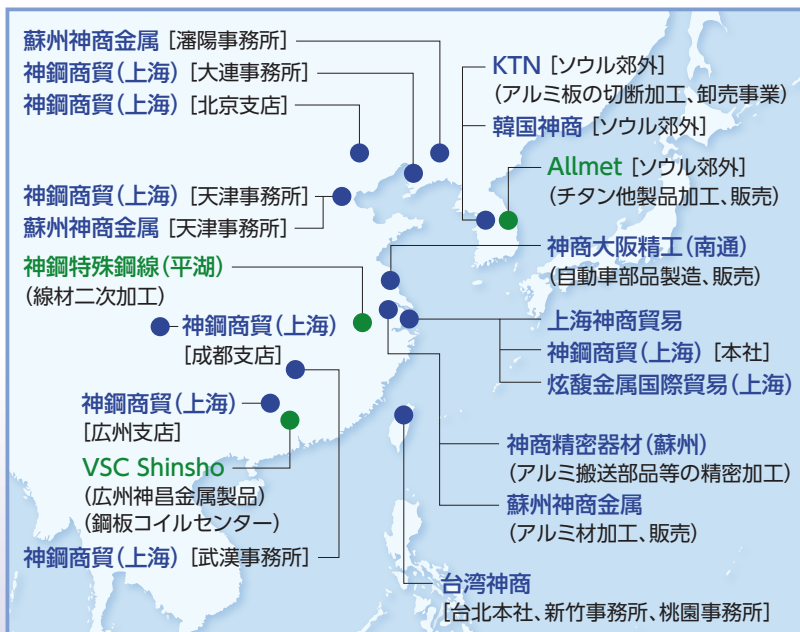 蘇州神商金属 [瀋陽事務所]
神鋼商貿(上海) [大連事務所]
神鋼商貿(上海) [北京支店]
神鋼商貿(上海) [天津事務所]
蘇州神商金属 [天津事務所]
神鋼特殊鋼線(平湖)
(線材二次加工)
神鋼商貿(上海)
[成都支店]
神鋼商貿(上海)
[広州支店]
VSC Shinsho
(広州神昌金属製品)
(鋼板コイルセンター)
神鋼商貿(上海) [武漢事務所]
KTN [ソウル郊外]
(アルミ板の切断加工、卸売事業)
韓国神商 [ソウル郊外]
Allmet [ソウル郊外]
(チタン他製品加工、販売)
神商大阪精工(南通)
(自動車部品製造、販売)
上海神商貿易
神鋼商貿(上海) [本社]
炫馥金属国際貿易(上海)
神商精密器材(蘇州)
(アルミ搬送部品等の精密加工)
蘇州神商金属
(アルミ材加工、販売)
台湾神商
[台北本社、新竹事務所、桃園事務所]